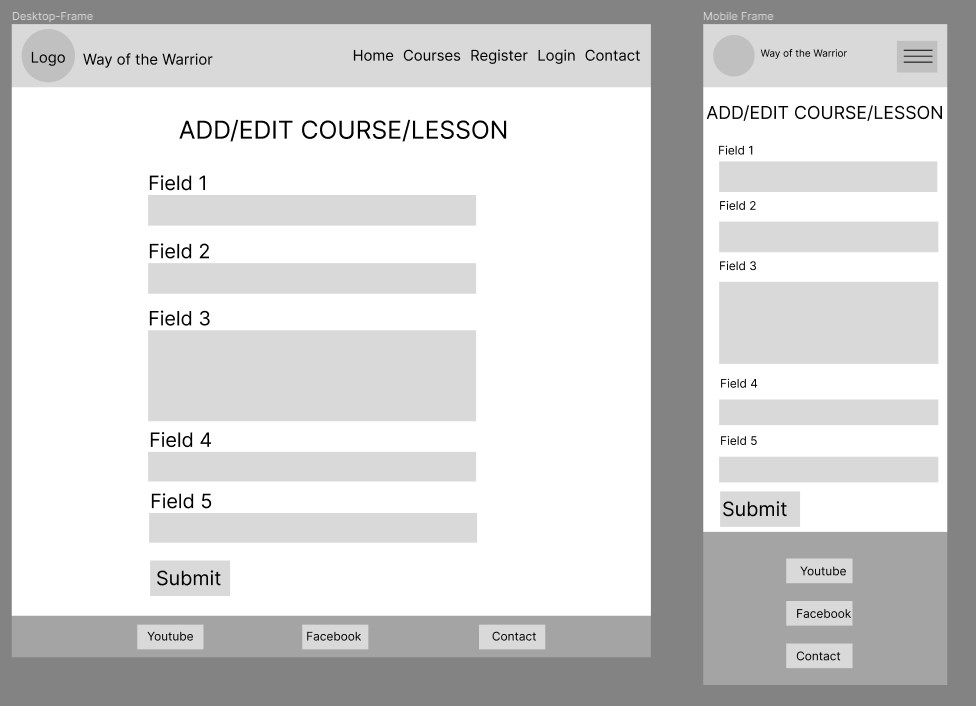 Desktop-Frame
Logo
Way of the Warrior
Home Courses Register Login Contact
ADD/EDIT COURSE/LESSON
Field 1
Field 2
Field 3
Field 4
Field 5
Submit
Youtube
Facebook
Contact
Mobile Frame
Way of the Warrior
ADD/EDIT COURSE/LESSON
Field 1
Field 2
Field 3
Field 4
Field 5
Submit
Youtube
Facebook
Contact